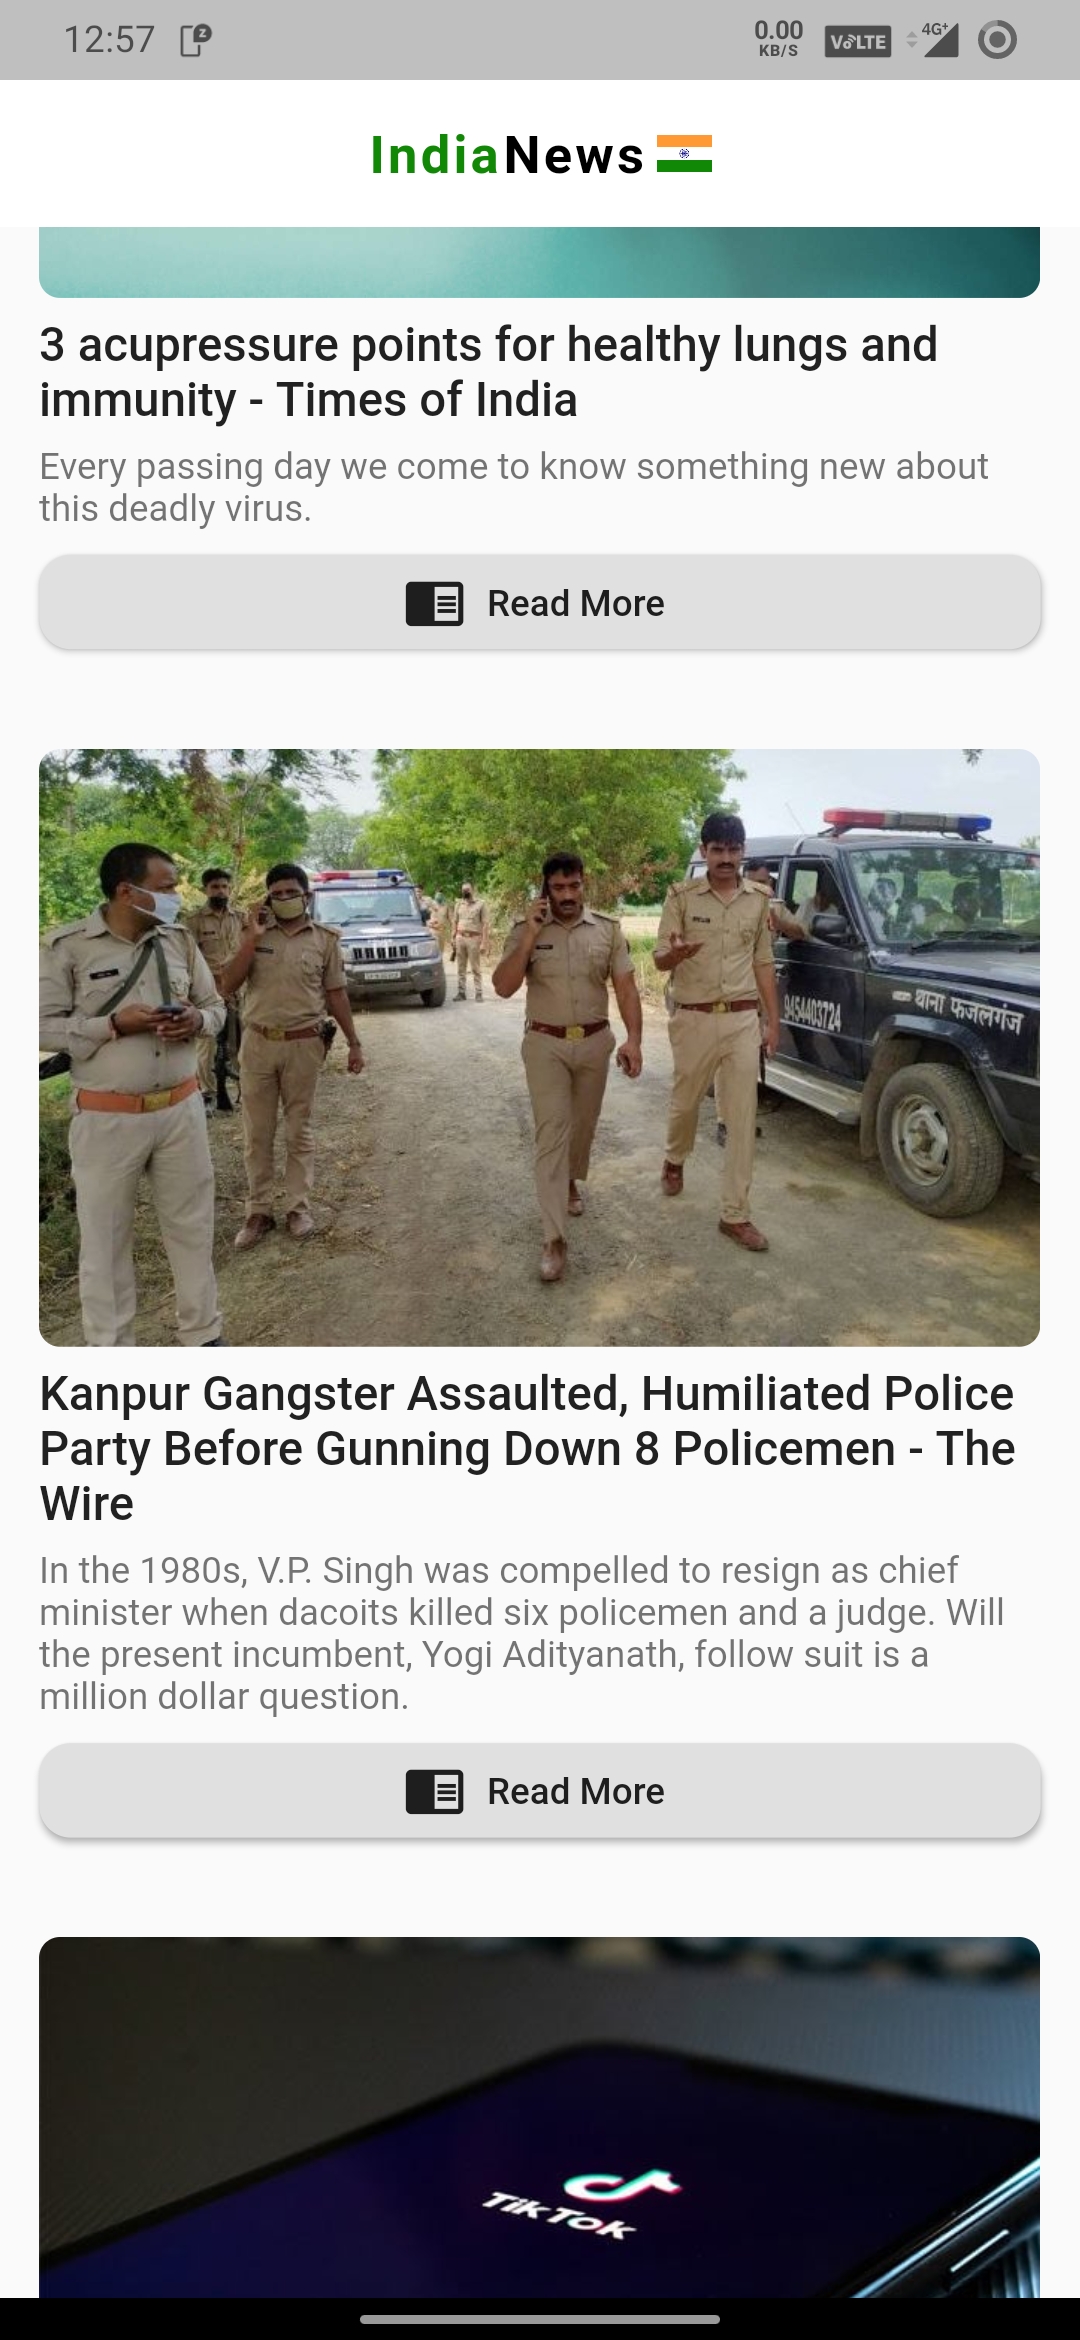 12:57
z
0.00
KB/S
VoLTE
4G+
IndiaNews
3 acupressure points for healthy lungs and
immunity - Times of India
Every passing day we come to know something new about
this deadly virus.
Read More
9454403724
थाना फजलगंज
Kanpur Gangster Assaulted, Humiliated Police
Party Before Gunning Down 8 Policemen - The
Wire
In the 1980s, V.P. Singh was compelled to resign as chief
minister when dacoits killed six policemen and a judge. Will
the present incumbent, Yogi Adityanath, follow suit is a
million dollar question.
Read More
TikTok